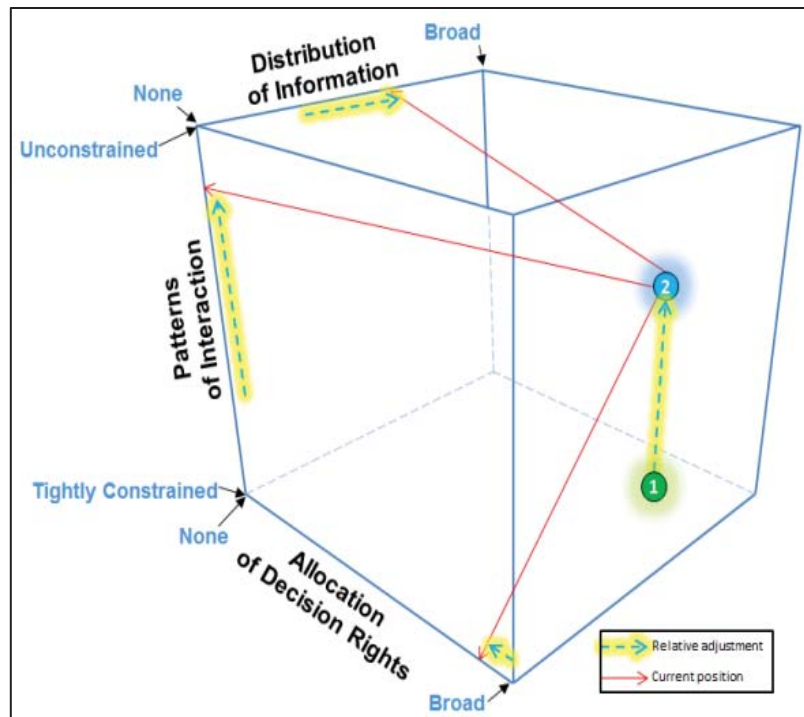 Broad
Distribution
of Information
None
Unconstrained
Patterns
of Interaction
2
1
Tightly Constrained
None
Allocation
of Decision Rights
Broad
Relative adjustment
Current position